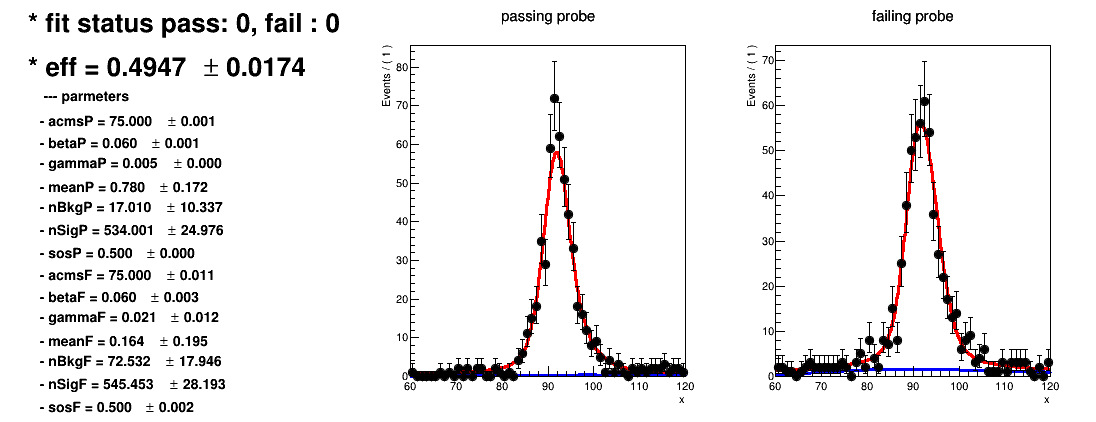 * fit status pass: 0, fail : 0
* eff = 0.4947 ± 0.0174
--- parmeters
- acmsP = 75.000 ± 0.001
- betaP = 0.060 ± 0.001
- gammaP = 0.005 ± 0.000
- meanP = 0.780 ± 0.172
- nBkgP = 17.010 ± 10.337
- nSigP = 534.001 ± 24.976
- sosP = 0.500 ± 0.000
- acmsF = 75.000 ± 0.011
- betaF = 0.060 ± 0.003
- gammaF = 0.021 ± 0.012
- meanF = 0.164 ± 0.195
- nBkgF = 72.532 ± 17.946
- nSigF = 545.453 ± 28.193
- sosF = 0.500 ± 0.002
passing probe
Events / ( 1 )
80
70
60
50
40
30
20
10
0
60 70 80 90 100 110 120
x
failing probe
Events / ( 1 )
70
60
50
40
30
20
10
0
60 70 80 90 100 110 120
x